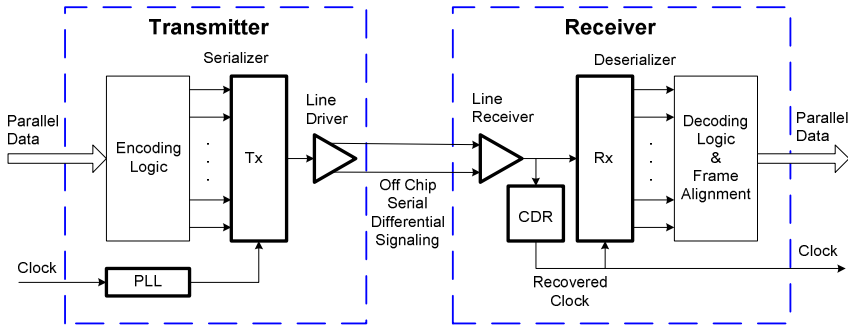 Transmitter
Receiver
Serializer
Deserializer
Parallel
Data
Encoding
Logic
Tx
Line
Driver
Off Chip
Serial
Differential
Signaling
Line
Receiver
CDR
Rx
Decoding
Logic
&
Frame
Alignment
Parallel
Data
Clock
PLL
Recovered
Clock
Clock